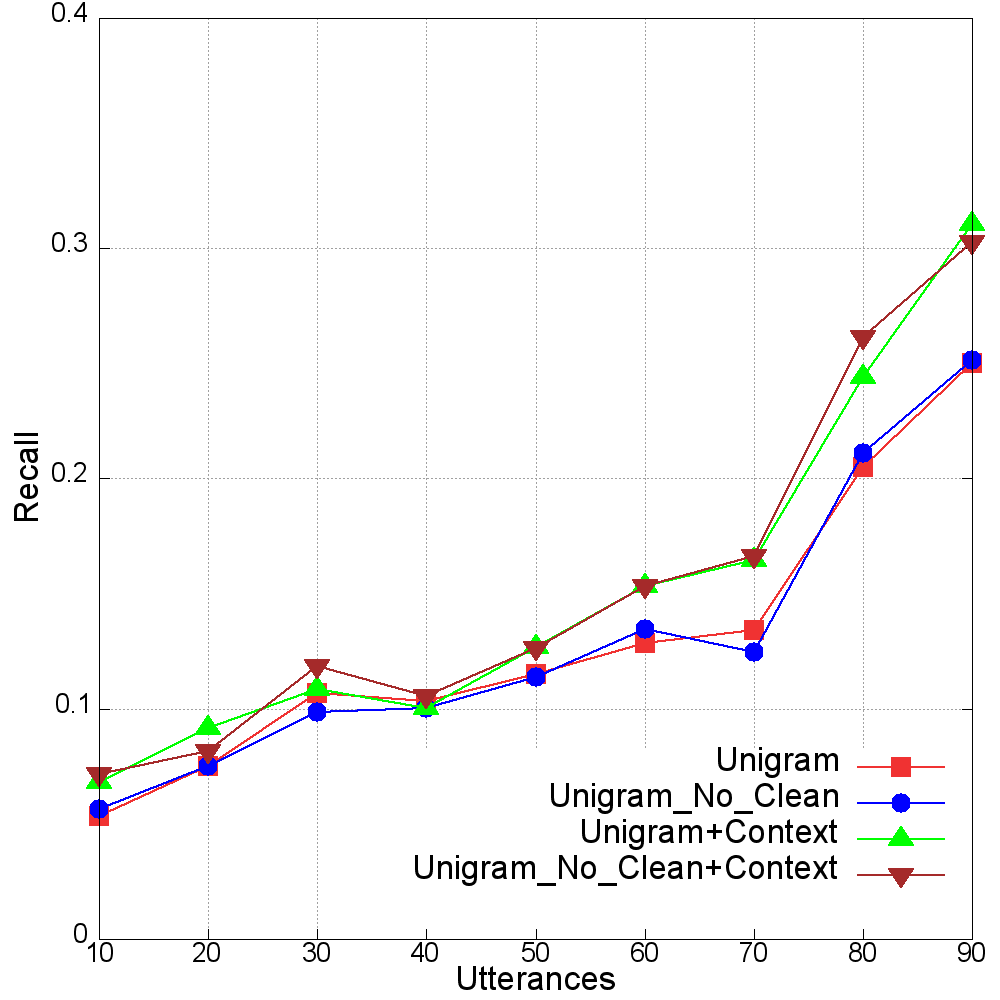 0.4
0.3
0.2
0.1
0
Recall
Unigram
Unigram_No_Clean
Unigram+Context
Unigram_No_Clean+Context
10 20 30 40 50 60 70 80 90
Utterances